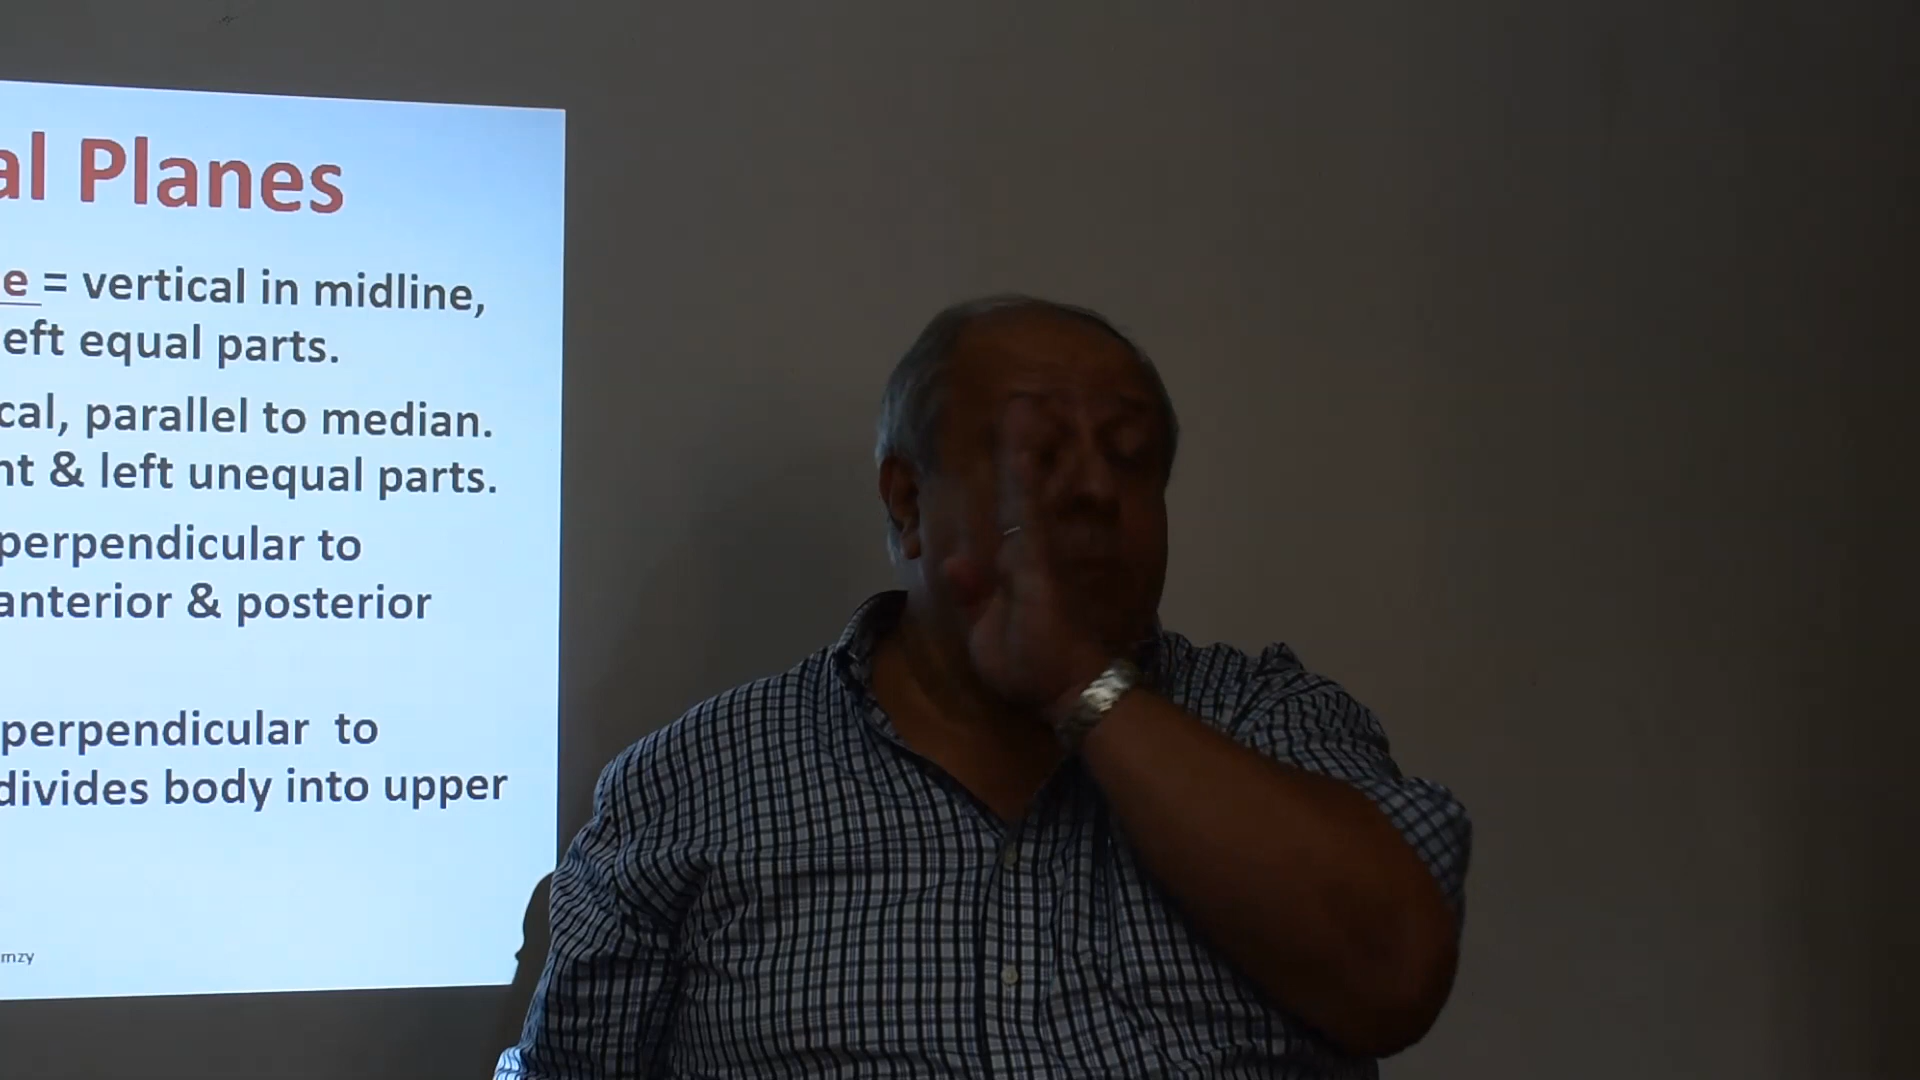 al Planes
e = vertical in midline,
eft equal parts.
cal, parallel to median.
nt & left unequal parts.
perpendicular to
anterior & posterior
perpendicular to
divides body into upper
mzy